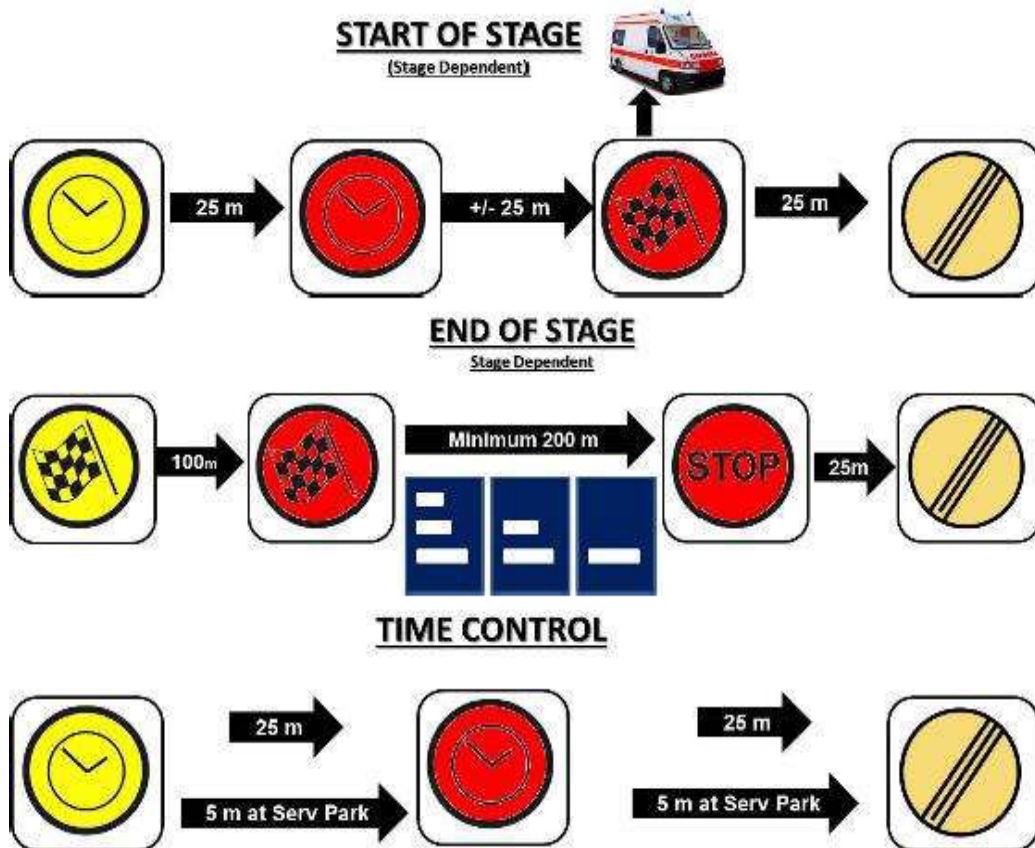 START OF STAGE
(Stage Dependent)
25 m
+/- 25 m
25 m
END OF STAGE
Stage Dependent
100m
Minimum 200 m
STOP
25m
TIME CONTROL
25 m
25 m
5 m at Serv Park
5 m at Serv Park